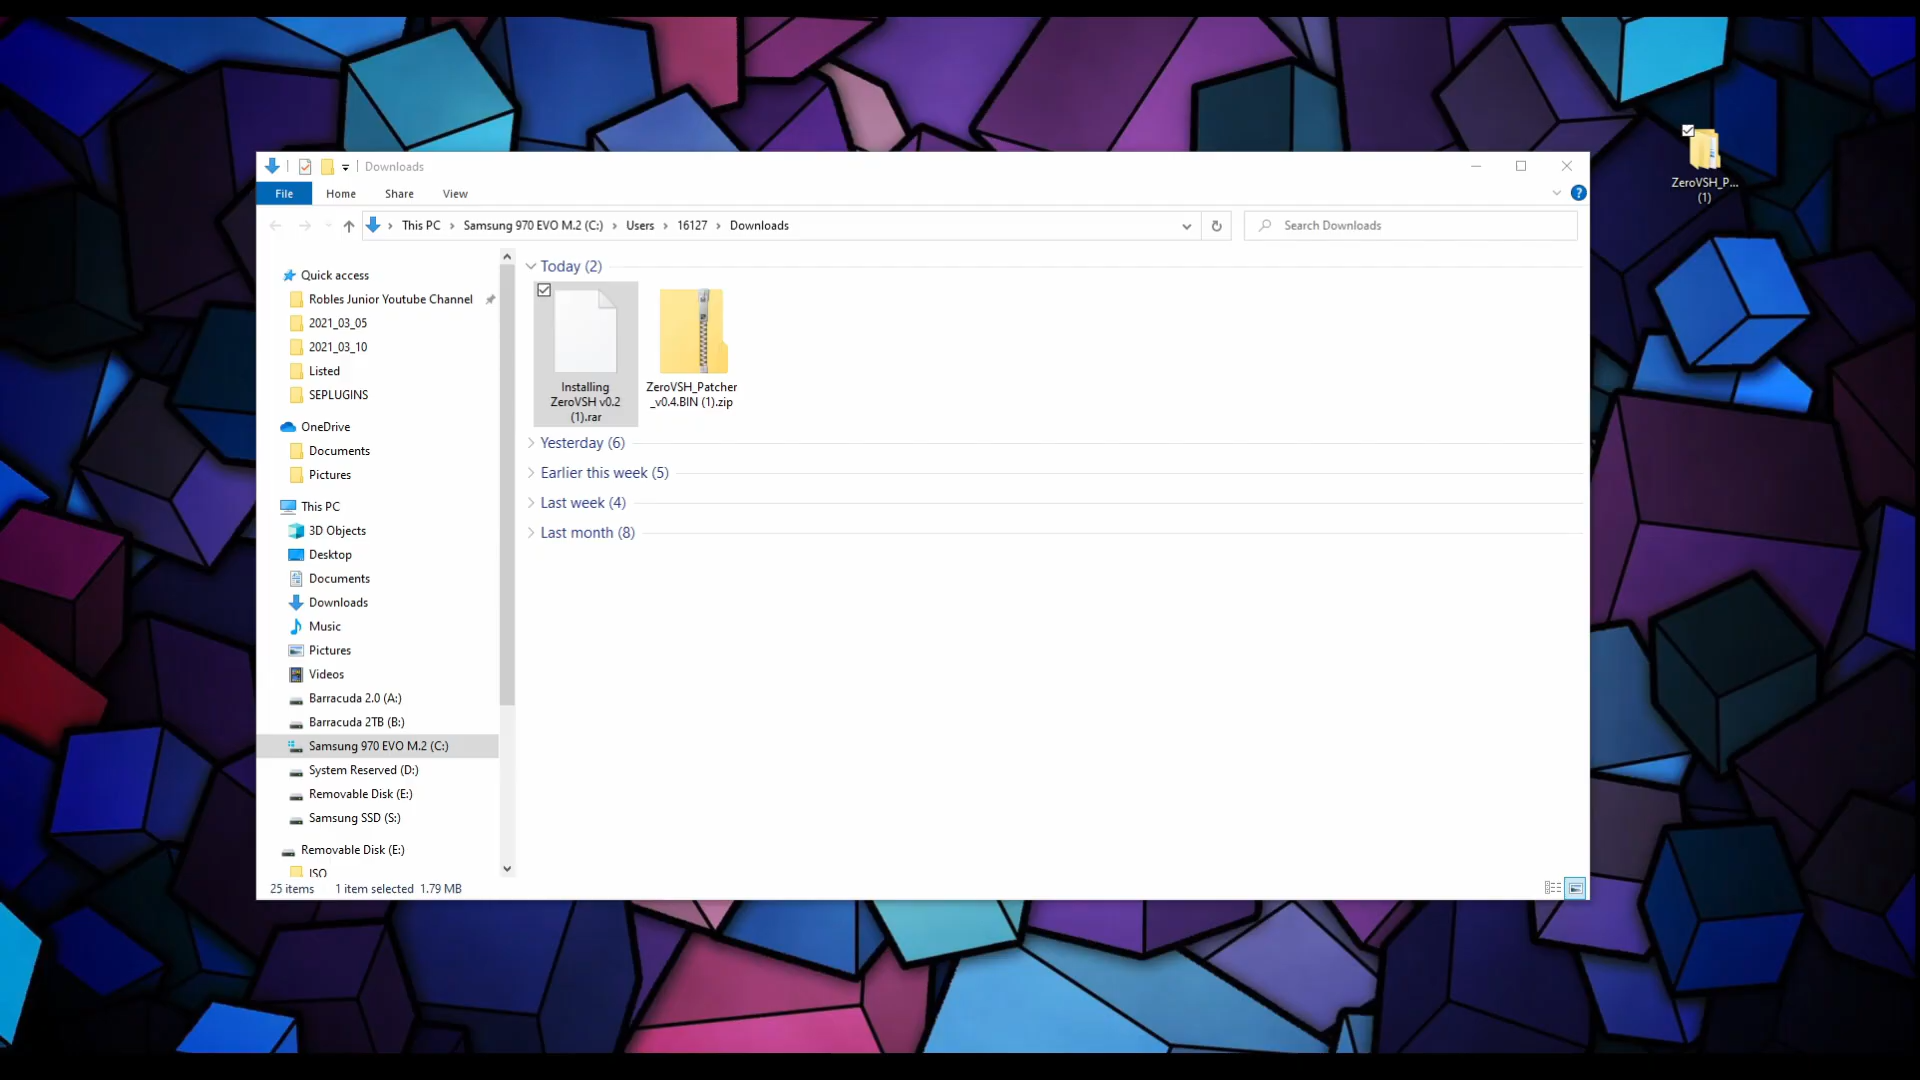 ZeroVSH_P...
(1)
Downloads
File
Home
Share
View
This PC
Samsung 970 EVO M.2 (C:)
Users
16127
Downloads
Search Downloads
Quick access
Robles Junior Youtube Channel
2021_03_05
2021_03_10
Listed
SEPLUGINS
OneDrive
Documents
Pictures
This PC
3D Objects
Desktop
Documents
Downloads
Music
Pictures
Videos
Barracuda 2.0 (A:)
Barracuda 2TB (B:)
Samsung 970 EVO M.2 (C:)
System Reserved (D:)
Removable Disk (E:)
Samsung SSD (S:)
Removable Disk (E:)
ISO
Today (2)
Installing
ZeroVSH v0.2
(1).rar
ZeroVSH_Patcher
_v0.4.BIN (1).zip
Yesterday (6)
Earlier this week (5)
Last week (4)
Last month (8)
25 items
1 item selected 1.79 MB